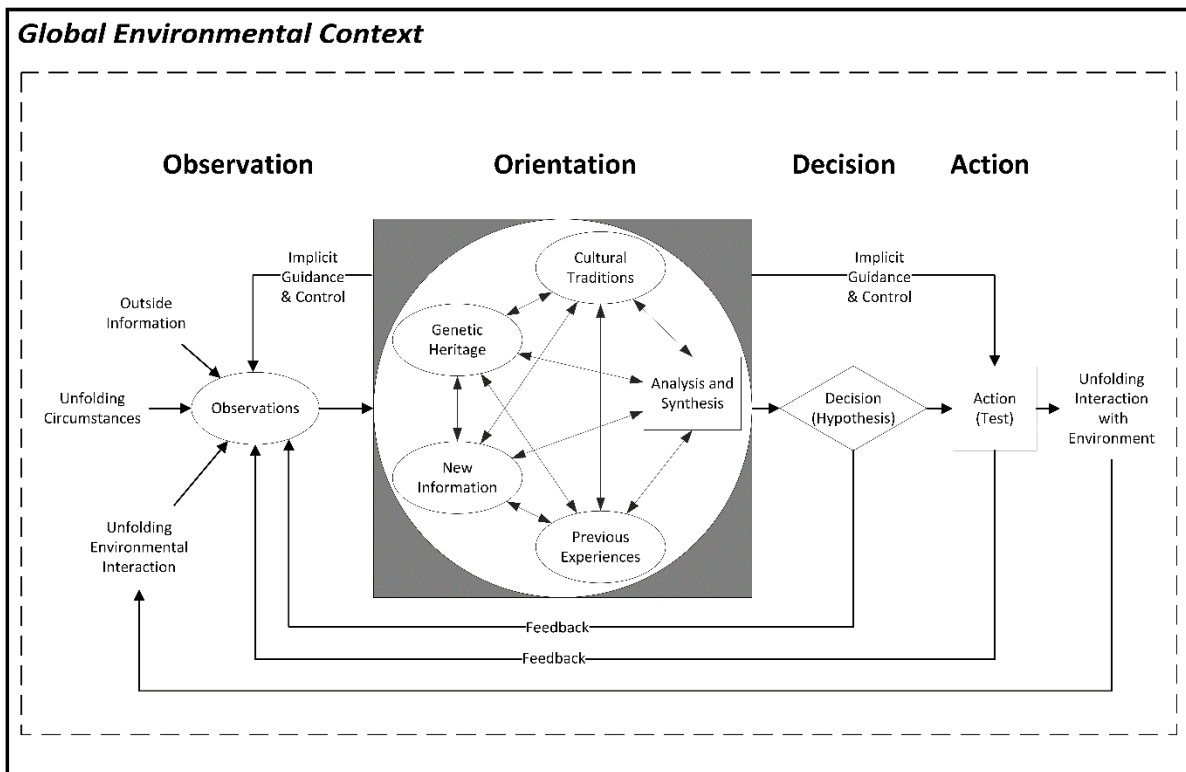 Global Environmental Context
Observation
Orientation
Decision
Action
Implicit
Guidance
& Control
Outside
Information
Unfolding
Circumstances
Observations
Unfolding
Environmental
Interaction
Cultural
Traditions
Genetic
Heritage
New
Information
Previous
Experiences
Analysis and
Synthesis
Decision
(Hypothesis)
Implicit
Guidance
& Control
Action
(Test)
Unfolding
Interaction
with
Environment
Feedback
Feedback